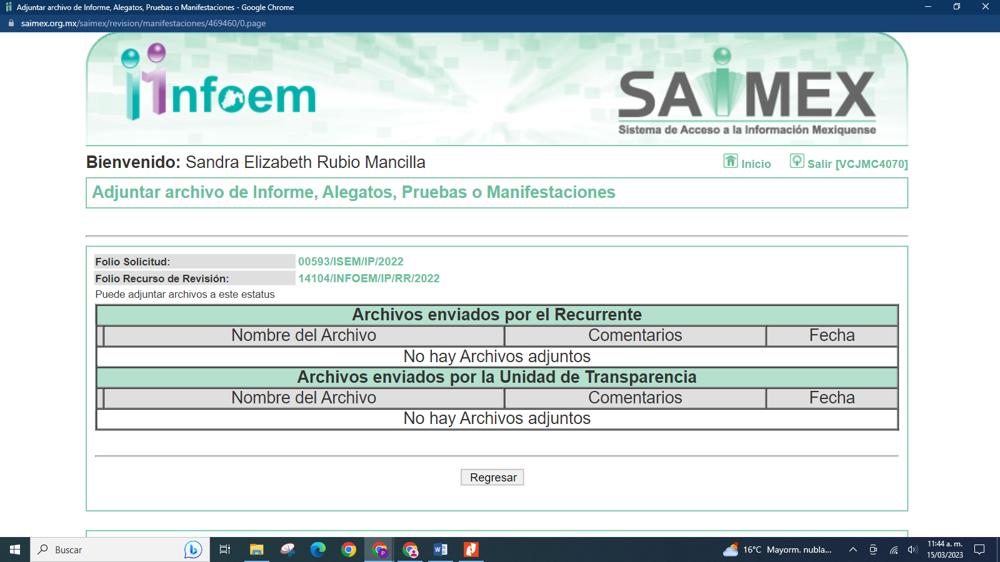 Adjuntar archivo de Informe, Alegatos, Pruebas o Manifestaciones - Google Chrome
saimex.org.mx/saimex/revision/manifestaciones/469460/0.page
infoem
SAiMEX
Sistema de Acceso a la Información Mexiquense
Bienvenido: Sandra Elizabeth Rubio Mancilla
Inicio Salir [VCJMC4070]
Adjuntar archivo de Informe, Alegatos, Pruebas o Manifestaciones
Folio Solicitud: 00593/ISEM/IP/2022
Folio Recurso de Revisión: 14104/INFOEM/IP/RR/2022
Puede adjuntar archivos a este estatus
Archivos enviados por el Recurrente
Nombre del Archivo Comentarios Fecha
No hay Archivos adjuntos
Archivos enviados por la Unidad de Transparencia
Nombre del Archivo Comentarios Fecha
No hay Archivos adjuntos
Regresar
Buscar
16°C Mayorm. nubla...
11:44 a. m.
15/03/2023